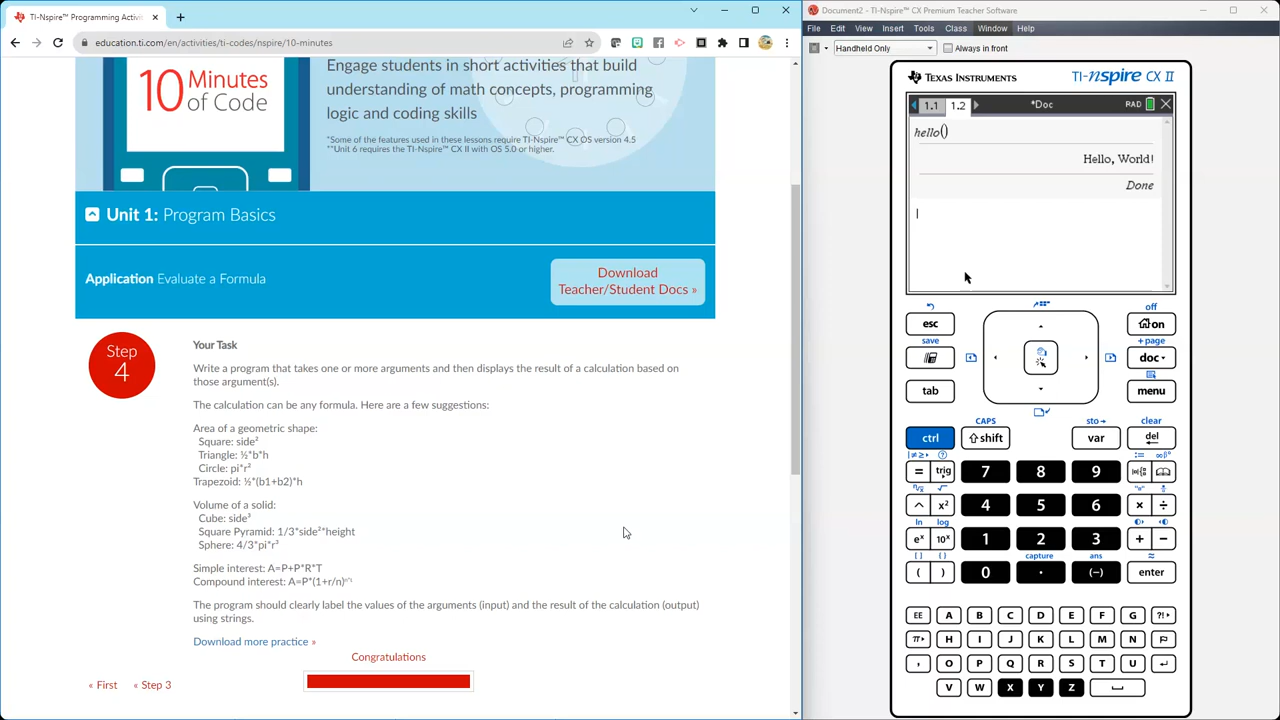 TI-Nspire™ Programming Activi
education.ti.com/en/activities/ti-codes/nspire/10-minutes
10 Minutes
of Code
Engage students in short activities that build
understanding of math concepts, programming
logic and coding skills
*Some of the features used in these lessons require TI-Nspire™ CX OS version 4.5
**Unit 6 requires the TI-Nspire™ CX II with OS 5.0 or higher.
Unit 1: Program Basics
Application Evaluate a Formula
Download
Teacher/Student Docs »
Step
4
Your Task
Write a program that takes one or more arguments and then displays the result of a calculation based on
those argument(s).
The calculation can be any formula. Here are a few suggestions:
Area of a geometric shape:
Square: side²
Triangle: ½*b*h
Circle: pi*r²
Trapezoid: ½*(b1+b2)*h
Volume of a solid:
Cube: side³
Square Pyramid: 1/3*side²*height
Sphere: 4/3*pi*r³
Simple interest: A=P+P*R*T
Compound interest: A=P*(1+r/n)
The program should clearly label the values of the arguments (input) and the result of the calculation (output)
using strings.
Download more practice »
Congratulations
« First « Step 3
Document2 - TI-Nspire™ CX Premium Teacher Software
File Edit View Insert Tools Class Window Help
Handheld Only Always in front
TEXAS INSTRUMENTS TI-nspire CX II
1.1 1.2 *Doc RAD
hello()
Hello, World!
Done
off
esc on
save + page
doc
tab menu
CAPS sto→ clear
ctrl shift var del
= trig 7 8 9
^ x² 4 5 6 × ÷
ln log
eˣ 10ˣ 1 2 3 + −
[ ] { } capture ans ≈
( ) 0 . (−) enter
EE A B C D E F G ?!
π H I J K L M N
, O P Q R S T U
V W X Y Z